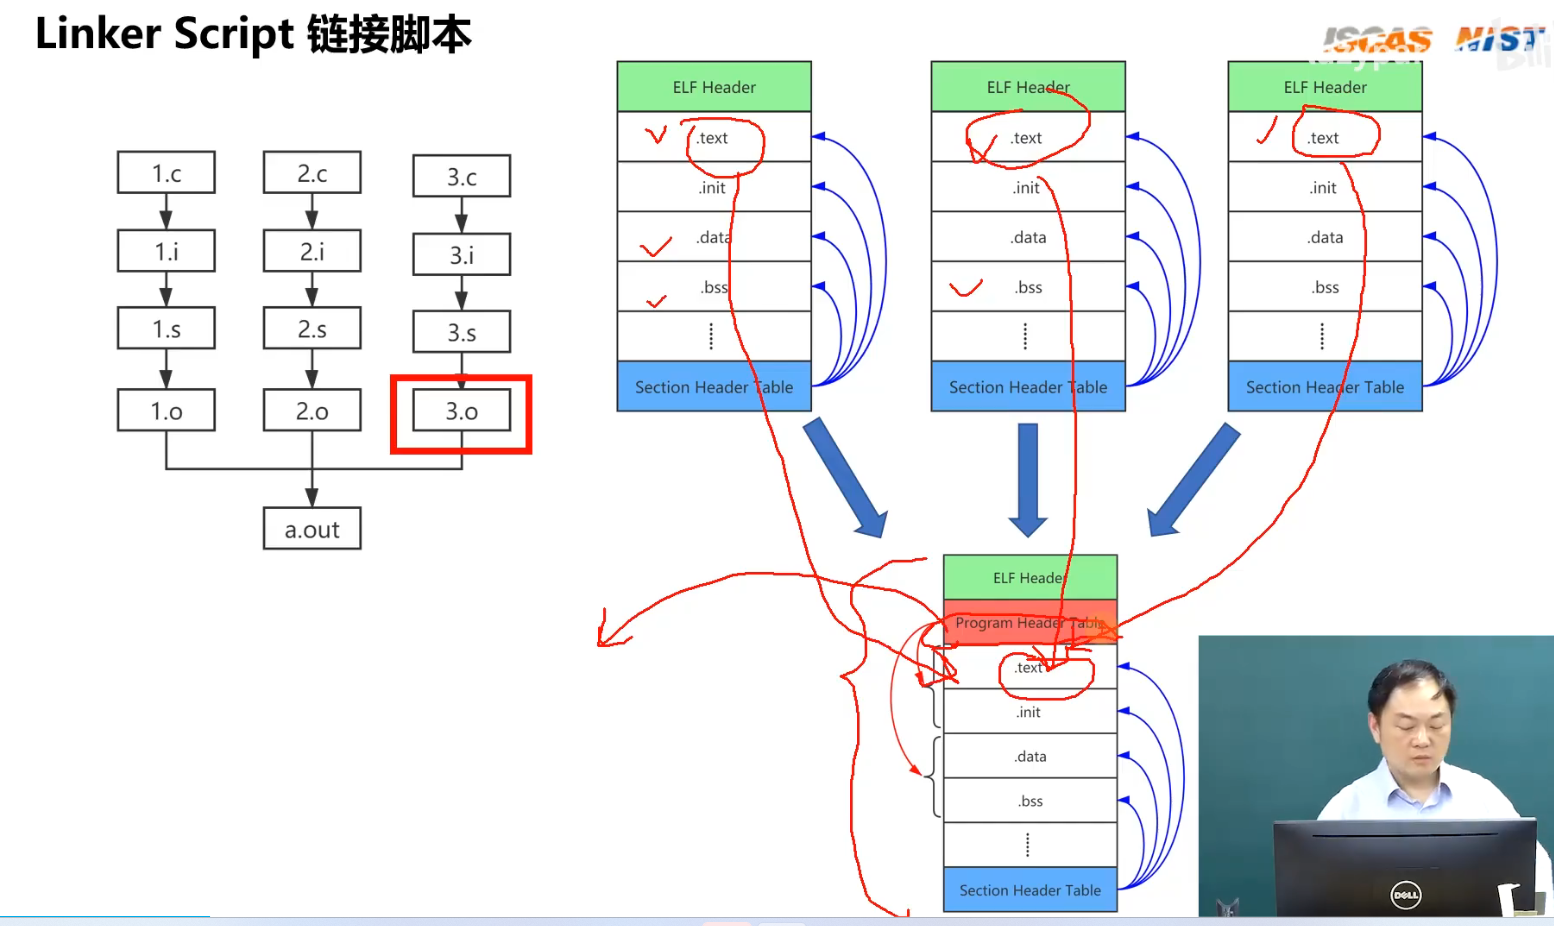 Linker Script 链接脚本
ISCAS NIST
1.c
2.c
3.c
1.i
2.i
3.i
1.s
2.s
3.s
1.o
2.o
3.o
a.out
ELF Header
.text
.init
.data
.bss
Section Header Table
ELF Header
.text
.init
.data
.bss
Section Header Table
ELF Header
.text
.init
.data
.bss
Section Header Table
ELF Header
Program Header Table
.text
.init
.data
.bss
Section Header Table
DELL